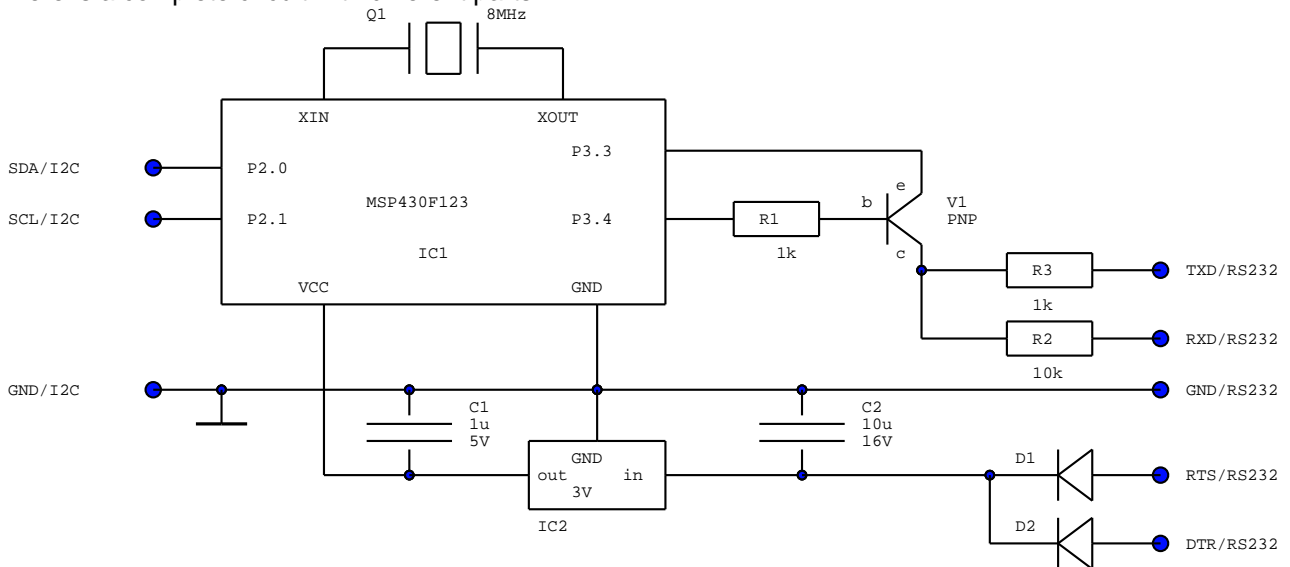 Q1 8MHz
XIN XOUT
P3.3
SDA/I2C P2.0
e
b V1
MSP430F123 PNP
SCL/I2C P2.1 P3.4 R1
IC1 1k c
TXD/RS232 R3
VCC GND
1k
R2 RXD/RS232
10k
GND/I2C GND/RS232
C1 C2
1u 10u
5V 16V
GND D1
out in RTS/RS232
3V
IC2 D2
DTR/RS232